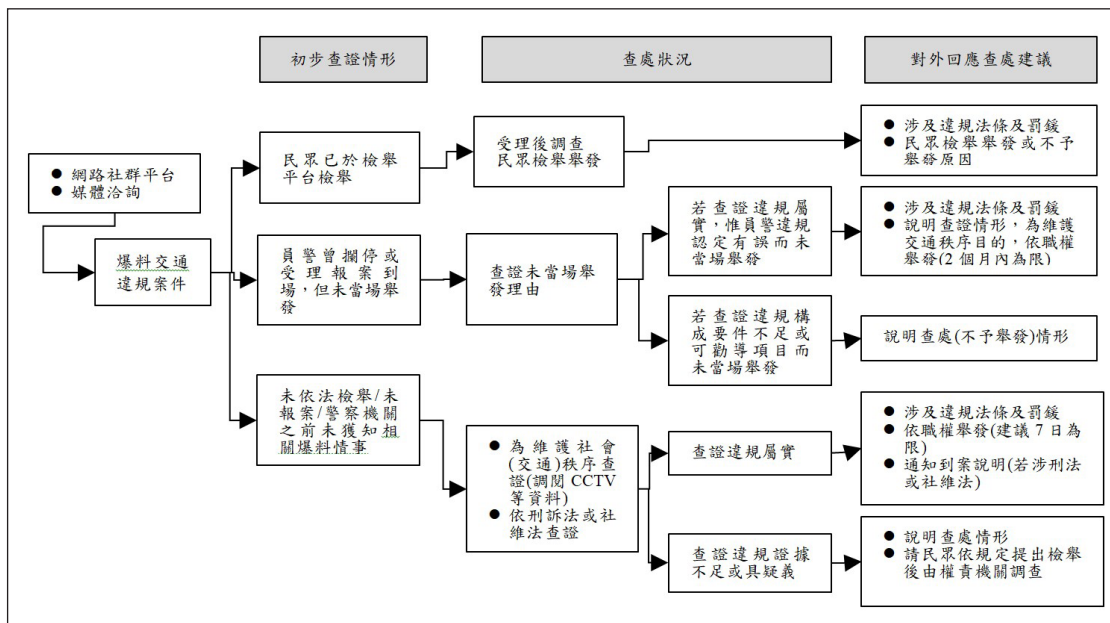 初步查證情形
查處狀況
對外回應查處建議
● 網路社群平台
● 媒體洽詢
爆料交通
違規案件
民眾已於檢舉
平台檢舉
受理後調查
民眾檢舉舉發
● 涉及違規法條及罰鍰
● 民眾檢舉舉發或不予
舉發原因
員警曾攔停或
受理報案到
場,但未當場舉
發
查證未當場舉
發理由
若查證違規屬
實,惟員警違規
認定有誤而未
當場舉發
● 涉及違規法條及罰鍰
● 說明查證情形,為維護
交通秩序目的,依職權
舉發(2 個月內為限)
若查證違規構
成要件不足或
可勸導項目而
未當場舉發
說明查處(不予舉發)情形
未依法檢舉/未
報案/警察機關
之前未獲知相
關爆料情事
● 為維護社會
(交通)秩序查
證(調閱 CCTV
等資料)
● 依刑訴法或社
維法查證
查證違規屬實
● 涉及違規法條及罰鍰
● 依職權舉發(建議 7 日為
限)
● 通知到案說明(若涉刑法
或社維法)
查證違規證據
不足或具疑義
● 說明查處情形
● 請民眾依規定提出檢舉
後由權責機關調查